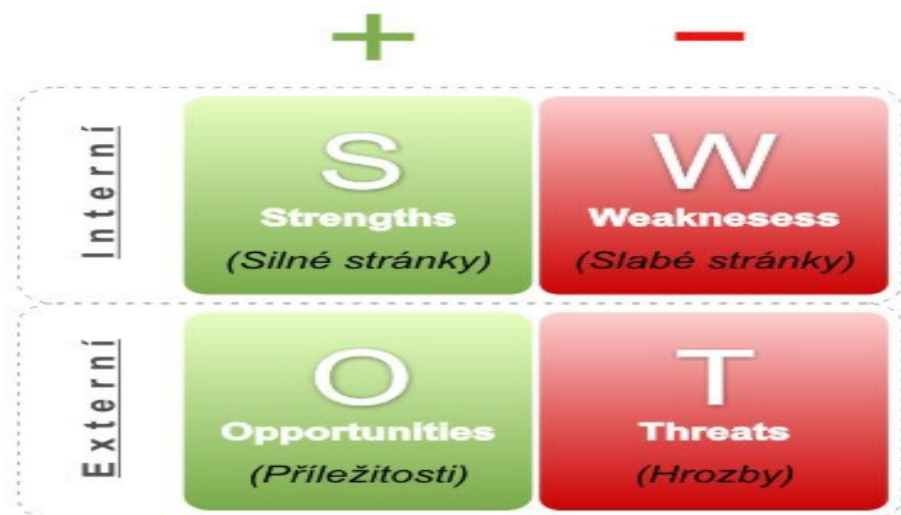 + −
Interní
S
Strengths
(Silné stránky)
W
Weaknesess
(Slabé stránky)
Externí
O
Opportunities
(Příležitosti)
T
Threats
(Hrozby)